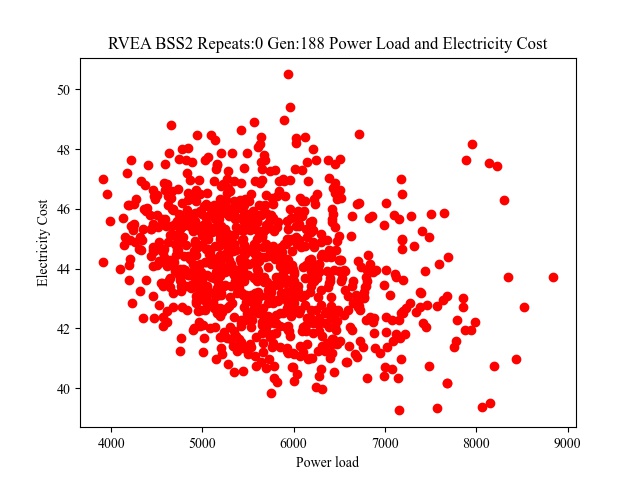 RVEA BSS2 Repeats:0 Gen:188 Power Load and Electricity Cost
50
48
46
44
42
40
Electricity Cost
4000 5000 6000 7000 8000 9000
Power load